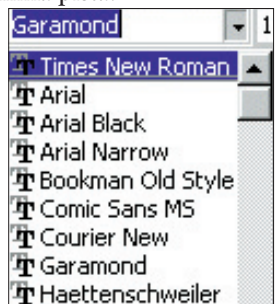 Garamond 1
Times New Roman
Arial
Arial Black
Arial Narrow
Bookman Old Style
Comic Sans MS
Courier New
Garamond
Haettenschweiler